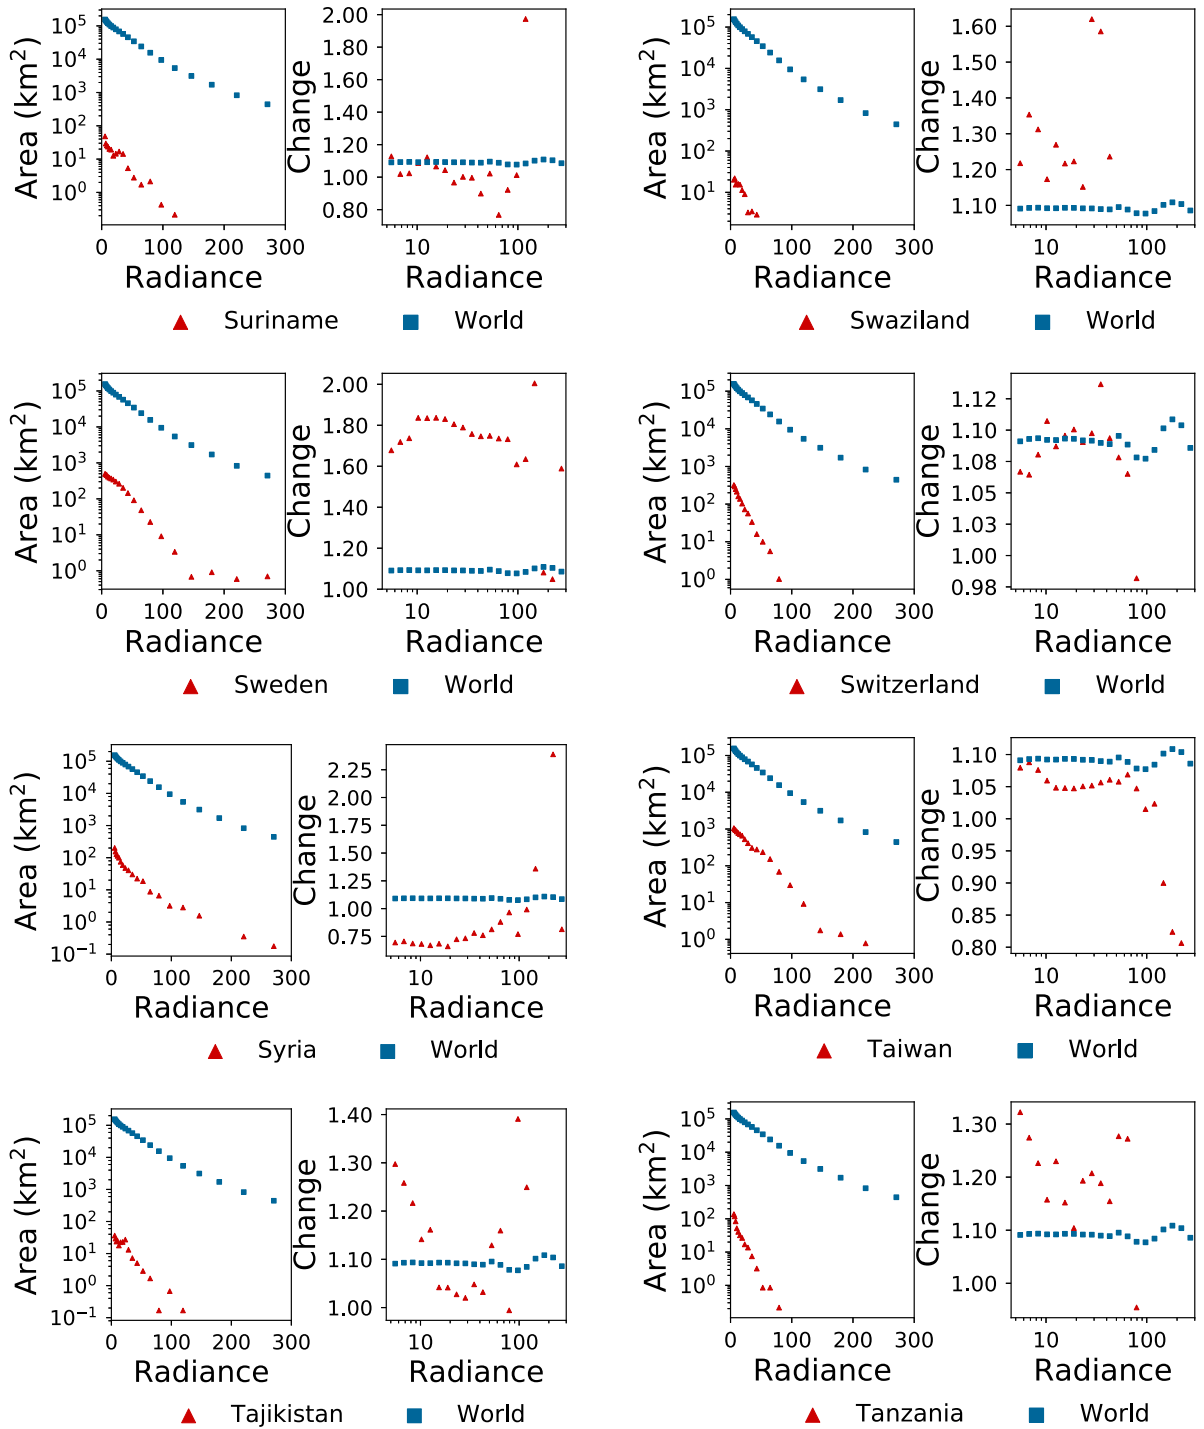 Area (km²)
10⁵
10⁴
10³
10²
10¹
10⁰
0 100 200 300
Radiance
Change
2.00
1.80
1.60
1.40
1.20
1.00
0.80
10 100
Radiance
Suriname World
Area (km²)
10⁵
10⁴
10³
10²
10¹
0 100 200 300
Radiance
Change
1.60
1.50
1.40
1.30
1.20
1.10
10 100
Radiance
Swaziland World
Area (km²)
10⁵
10⁴
10³
10²
10¹
10⁰
0 100 200 300
Radiance
Change
2.00
1.80
1.60
1.40
1.20
1.00
10 100
Radiance
Sweden World
Area (km²)
10⁵
10⁴
10³
10²
10¹
10⁰
0 100 200 300
Radiance
Change
1.12
1.10
1.08
1.05
1.03
1.00
0.98
10 100
Radiance
Switzerland World
Area (km²)
10⁵
10⁴
10³
10²
10¹
10⁰
10⁻¹
0 100 200 300
Radiance
Change
2.25
2.00
1.75
1.50
1.25
1.00
0.75
10 100
Radiance
Syria World
Area (km²)
10⁵
10⁴
10³
10²
10¹
10⁰
0 100 200 300
Radiance
Change
1.10
1.05
1.00
0.95
0.90
0.85
0.80
10 100
Radiance
Taiwan World
Area (km²)
10⁵
10⁴
10³
10²
10¹
10⁰
10⁻¹
0 100 200 300
Radiance
Change
1.40
1.30
1.20
1.10
1.00
10 100
Radiance
Tajikistan World
Area (km²)
10⁵
10⁴
10³
10²
10¹
10⁰
0 100 200 300
Radiance
Change
1.30
1.20
1.10
1.00
10 100
Radiance
Tanzania World